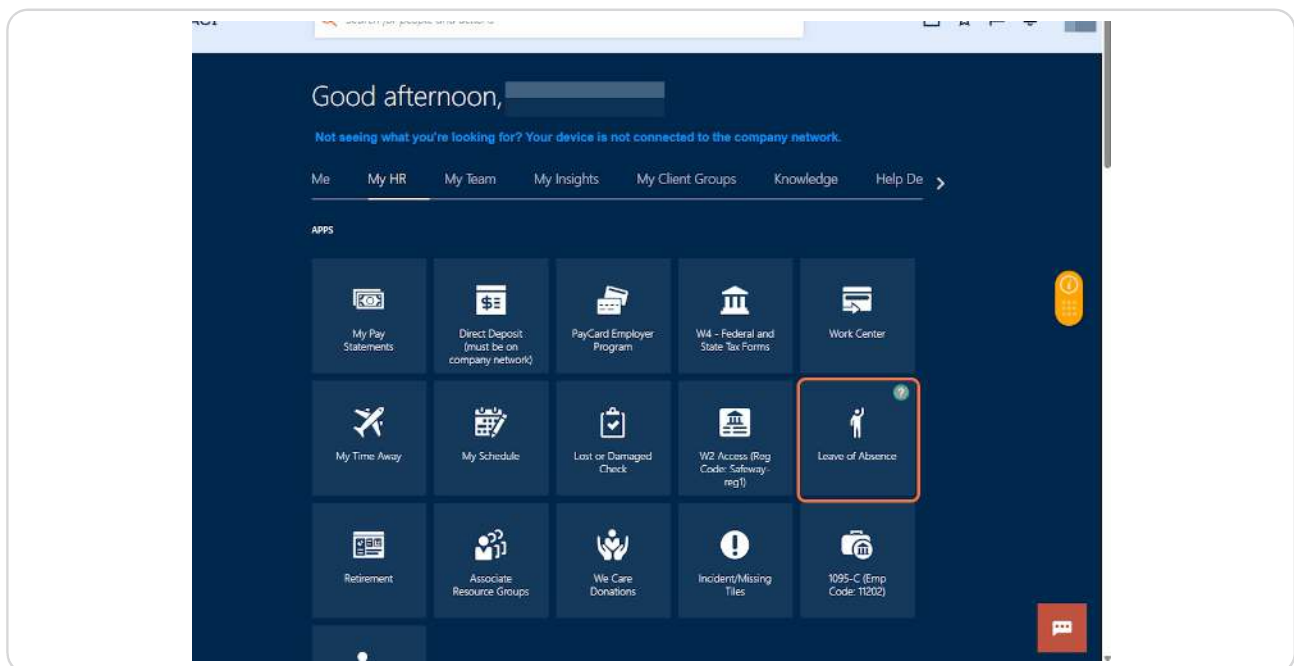 Good afternoon,
Not seeing what you're looking for? Your device is not connected to the company network.
Me My HR My Team My Insights My Client Groups Knowledge Help De
APPS
My Pay
Statements
Direct Deposit
(must be on
company network)
PayCard Employer
Program
W4 - Federal and
State Tax Forms
Work Center
My Time Away
My Schedule
Lost or Damaged
Check
W2 Access (Reg
Code: Safeway-
reg1)
Leave of Absence
Retirement
Associate
Resource Groups
We Care
Donations
Incident/Missing
Tiles
1095-C (Emp
Code: 11202)